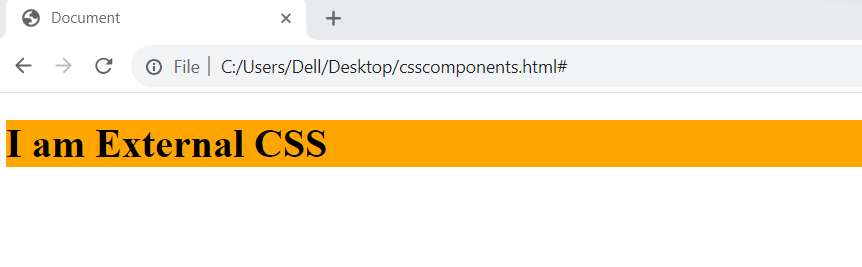 Document
File
C:/Users/Dell/Desktop/csscomponents.html#
I am External CSS